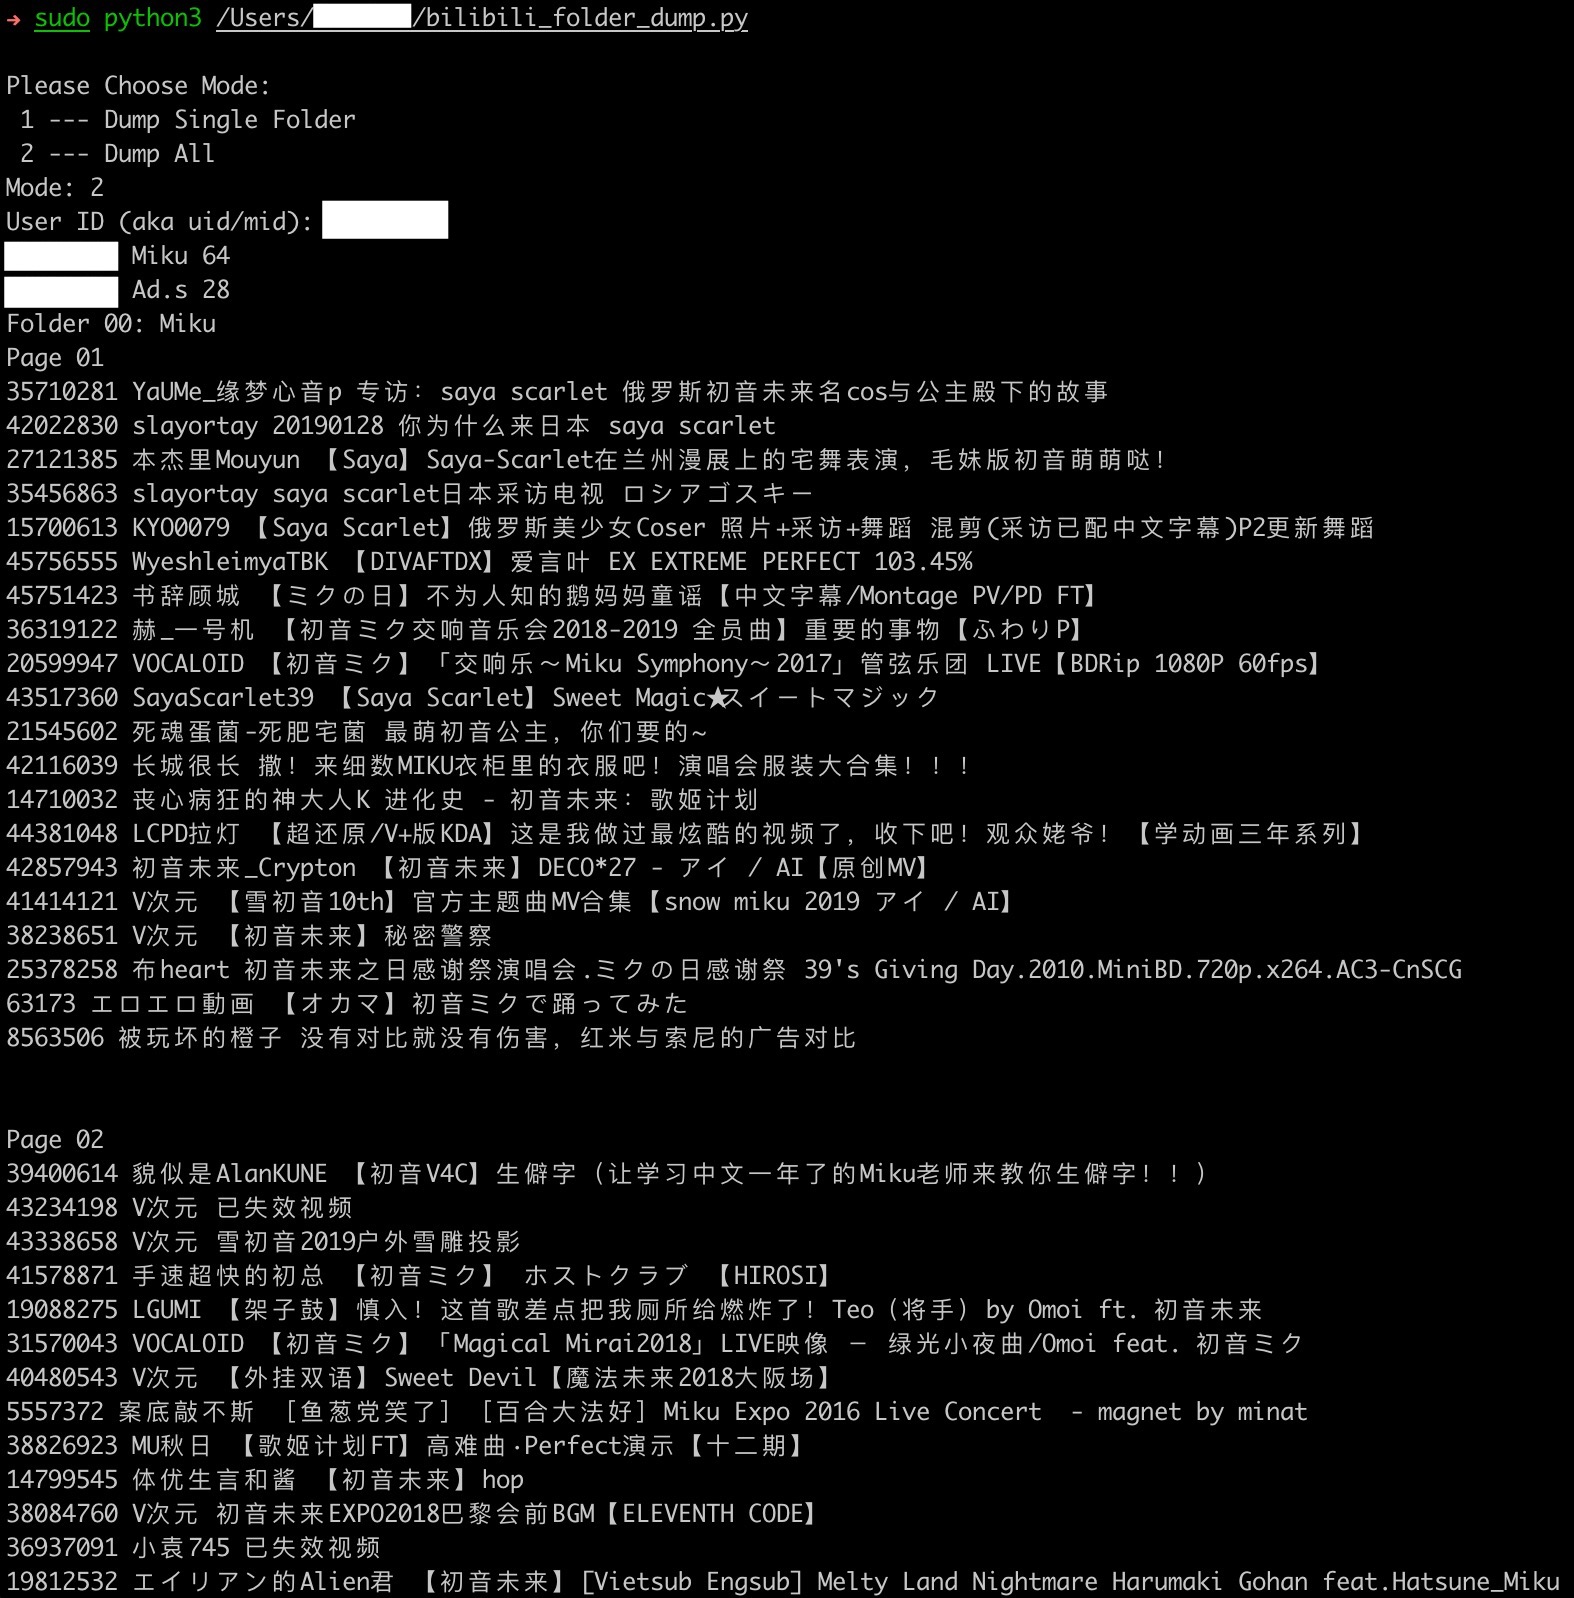 → sudo python3 /Users/ /bilibili_folder_dump.py
Please Choose Mode:
1 --- Dump Single Folder
2 --- Dump All
Mode: 2
User ID (aka uid/mid):
Miku 64
Ad.s 28
Folder 00: Miku
Page 01
35710281 YaUMe_缘梦心音p 专访: saya scarlet 俄罗斯初音未来名cos与公主殿下的故事
42022830 slayortay 20190128 你为什么来日本 saya scarlet
27121385 本杰里Mouyun 【Saya】Saya-Scarlet在兰州漫展上的宅舞表演, 毛妹版初音萌萌哒!
35456863 slayortay saya scarlet日本采访电视 ロシアゴスキー
15700613 KYO0079 【Saya Scarlet】俄罗斯美少女Coser 照片+采访+舞蹈 混剪(采访已配中文字幕)P2更新舞蹈
45756555 WyeshleimyaTBK 【DIVAFTDX】爱言叶 EX EXTREME PERFECT 103.45%
45751423 书辞顾城 【ミクの日】不为人知的鹅妈妈童谣【中文字幕/Montage PV/PD FT】
36319122 赫_一号机 【初音ミク交响音乐会2018-2019 全员曲】重要的事物【ふわりP】
20599947 VOCALOID 【初音ミク】「交响乐～Miku Symphony～2017」管弦乐团 LIVE【BDRip 1080P 60fps】
43517360 SayaScarlet39 【Saya Scarlet】Sweet Magic★スイートマジック
21545602 死魂蛋菌-死肥宅菌 最萌初音公主, 你们要的~
42116039 长城很长 撒! 来细数MIKU衣柜里的衣服吧! 演唱会服装大合集! ! !
14710032 丧心病狂的神大人K 进化史 - 初音未来: 歌姬计划
44381048 LCPD拉灯 【超还原/V+版KDA】这是我做过最炫酷的视频了, 收下吧! 观众姥爷! 【学动画三年系列】
42857943 初音未来_Crypton 【初音未来】DECO*27 - アイ / AI【原创MV】
41414121 V次元 【雪初音10th】官方主题曲MV合集【snow miku 2019 アイ / AI】
38238651 V次元 【初音未来】秘密警察
25378258 布heart 初音未来之日感谢祭演唱会.ミクの日感谢祭 39's Giving Day.2010.MiniBD.720p.x264.AC3-CnSCG
63173 エロエロ動画 【オカマ】初音ミクで踊ってみた
8563506 被玩坏的橙子 没有对比就没有伤害, 红米与索尼的广告对比
Page 02
39400614 貌似是AlanKUNE 【初音V4C】生僻字 (让学习中文一年了的Miku老师来教你生僻字! ! )
43234198 V次元 已失效视频
43338658 V次元 雪初音2019户外雪雕投影
41578871 手速超快的初总 【初音ミク】 ホストクラブ 【HIROSI】
19088275 LGUMI 【架子鼓】慎入! 这首歌差点把我厕所给燃炸了! Teo (将手) by Omoi ft. 初音未来
31570043 VOCALOID 【初音ミク】「Magical Mirai2018」LIVE映像 － 绿光小夜曲/Omoi feat. 初音ミク
40480543 V次元 【外挂双语】Sweet Devil【魔法未来2018大阪场】
5557372 案底敲不斯 [鱼葱党笑了] [百合大法好] Miku Expo 2016 Live Concert  - magnet by minat
38826923 MU秋日 【歌姬计划FT】高难曲·Perfect演示【十二期】
14799545 体优生言和酱 【初音未来】hop
38084760 V次元 初音未来EXPO2018巴黎会前BGM【ELEVENTH CODE】
36937091 小袁745 已失效视频
19812532 エイリアン的Alien君 【初音未来】[Vietsub Engsub] Melty Land Nightmare Harumaki Gohan feat.Hatsune_Miku